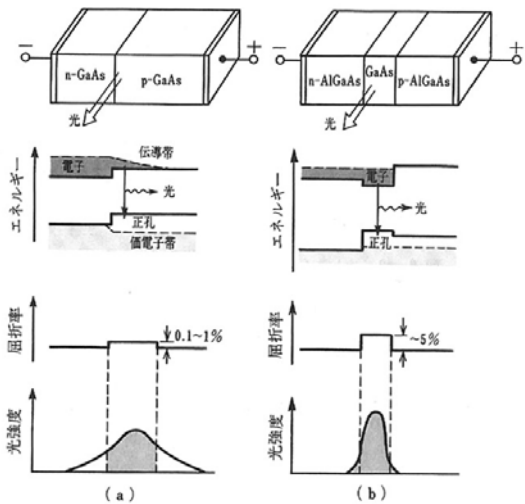 − +
n-GaAs p-GaAs
光
伝導帯
電子
エネルギー
光
正孔
価電子帯
屈折率
0.1~1%
光強度
(a)
− +
n-AlGaAs GaAs p-AlGaAs
光
電子
エネルギー
光
正孔
屈折率
~5%
光強度
(b)